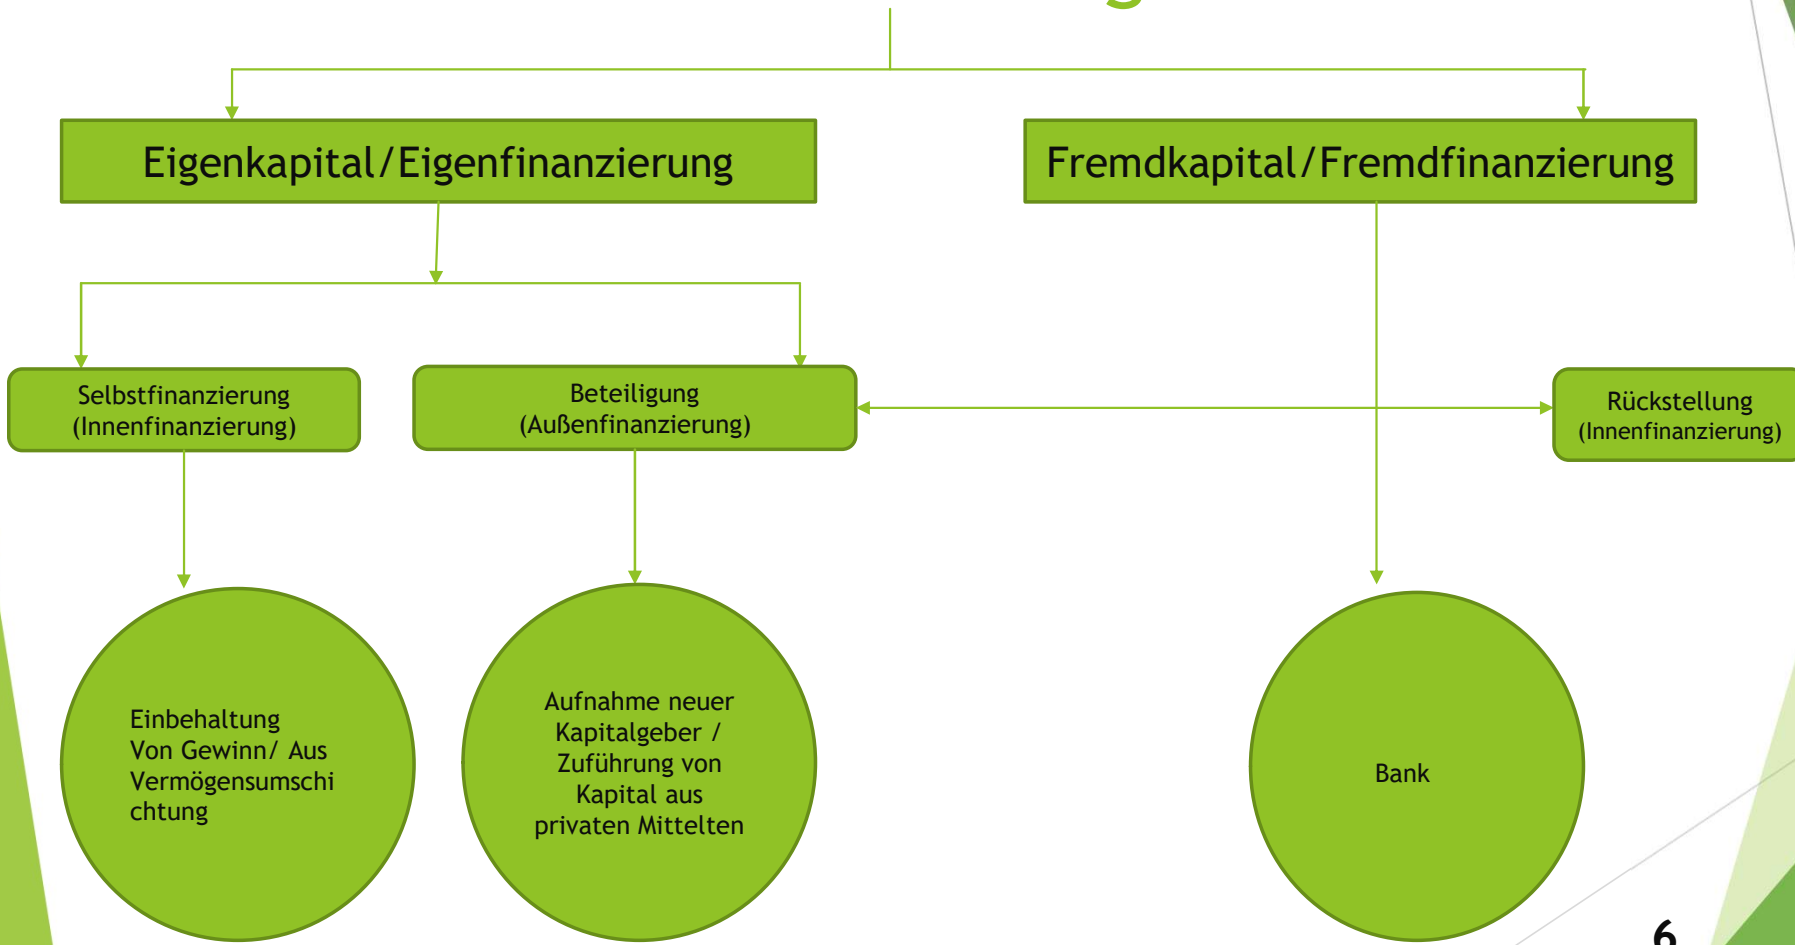 Eigenkapital/Eigenfinanzierung
Fremdkapital/Fremdfinanzierung
Selbstfinanzierung
(Innenfinanzierung)
Beteiligung
(Außenfinanzierung)
Rückstellung
(Innenfinanzierung)
Einbehaltung
Von Gewinn/ Aus
Vermögensumschi
chtung
Aufnahme neuer
Kapitalgeber /
Zuführung von
Kapital aus
privaten Mittelten
Bank
6